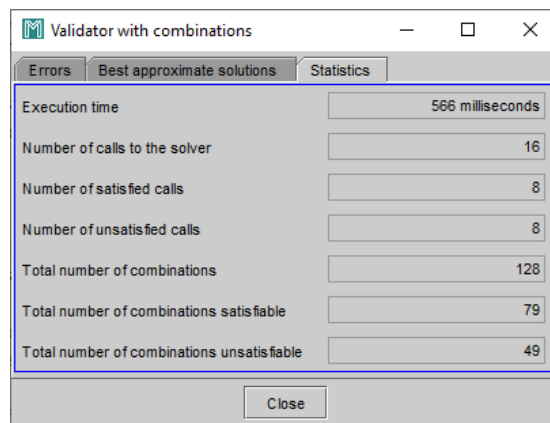 Validator with combinations
Errors Best approximate solutions Statistics
Execution time 566 milliseconds
Number of calls to the solver 16
Number of satisfied calls 8
Number of unsatisfied calls 8
Total number of combinations 128
Total number of combinations satisfiable 79
Total number of combinations unsatisfiable 49
Close